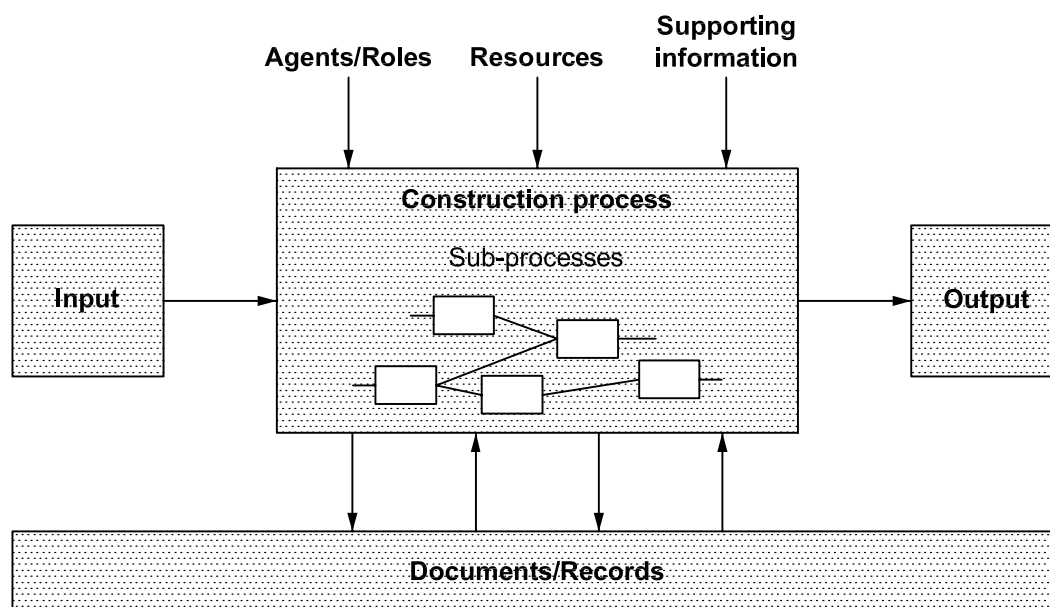 Agents/Roles
Resources
Supporting
information
Construction process
Sub-processes
Input
Output
Documents/Records